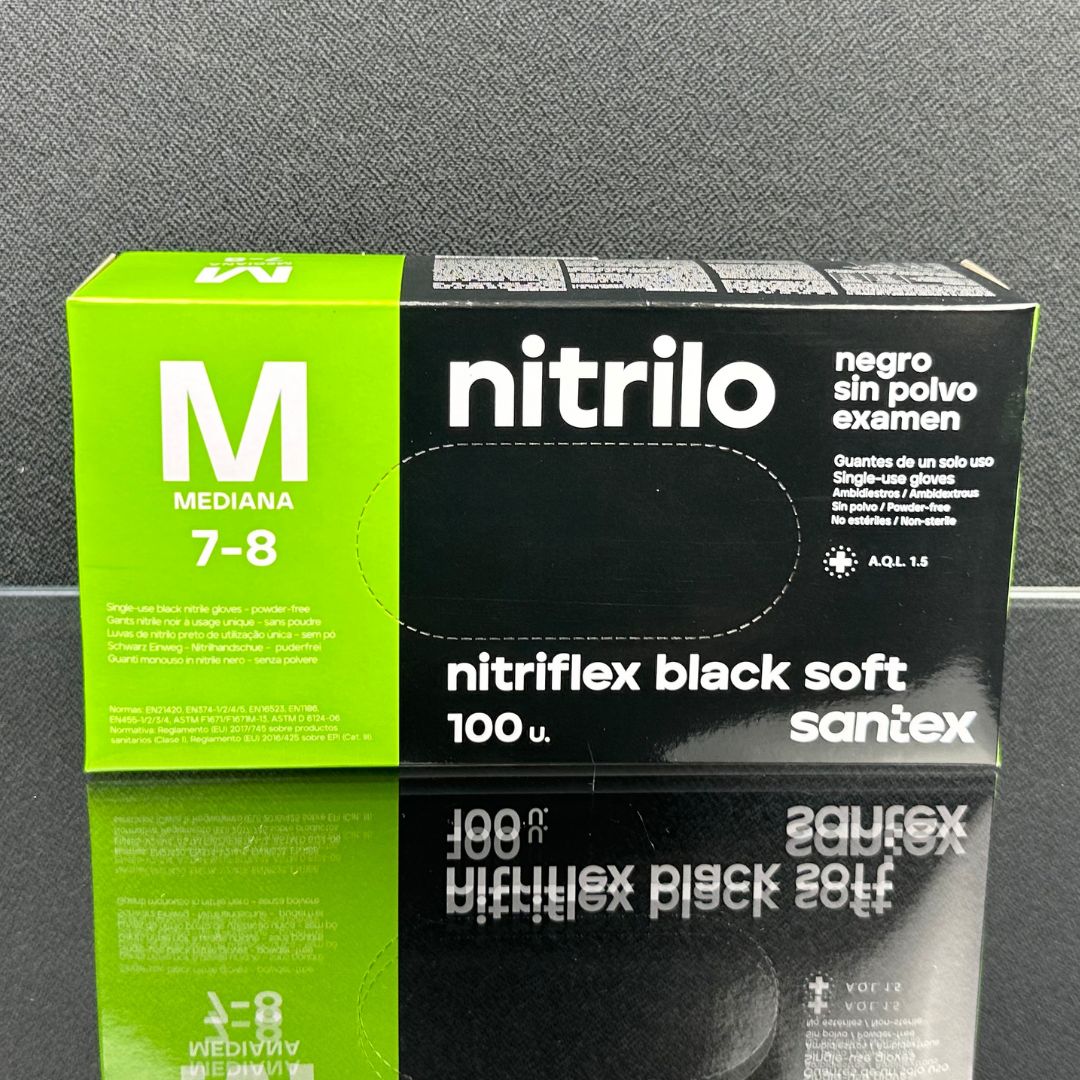 M
MEDIANA
7-8
M
MEDIANA
7-8
Single-use black nitrile gloves - powder-free
Gants nitrile noir à usage unique - sans poudre
Luvas de nitrilo preto de utilização única - sem pó
Schwarz Einweg - Nitrilhandschue - puderfrei
Guanti monouso in nitrile nero - senza polvere
Normas: EN21420, EN374-1/2/4/5, EN16523, EN1186,
EN455-1/2/3/4, ASTM F1671/F1671M-13, ASTM D 6124-06
Normativa: Reglamento (EU) 2017/745 sobre productos
sanitarios (Clase I), Reglamento (EU) 2016/425 sobre EPI (Cat. III).
nitrilo
negro
sin polvo
examen
Guantes de un solo uso
Single-use gloves
Ambidiestros / Ambidextrous
Sin polvo / Powder-free
No estériles / Non-sterile
A.Q.L. 1.5
nitriflex black soft
100 u.
santex